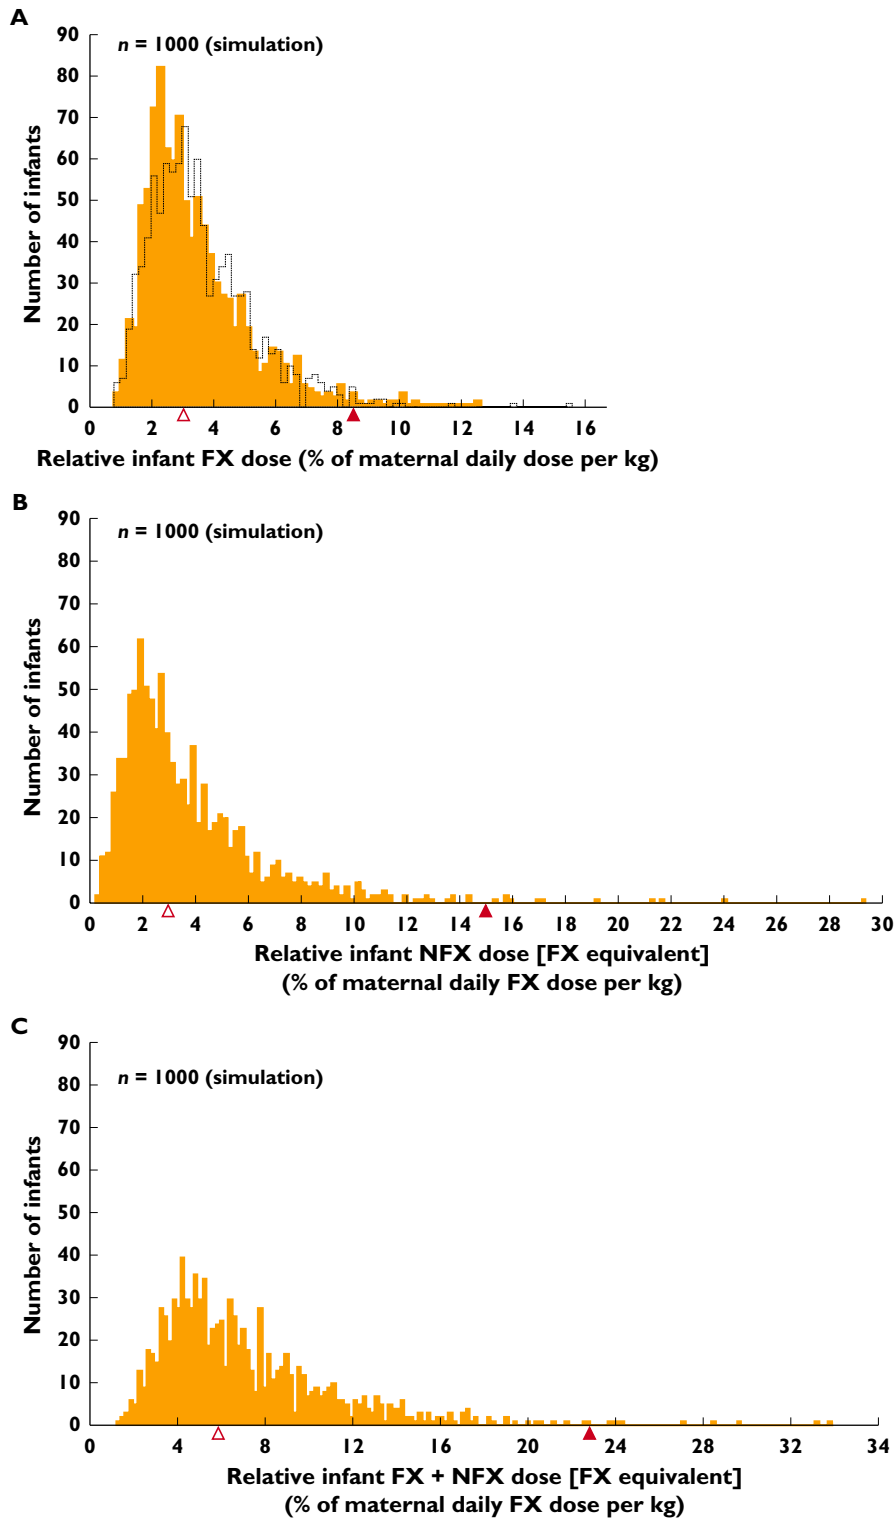 A
90
80
70
60
50
40
30
20
10
0
Number of infants
n = 1000 (simulation)
0 2 4 6 8 10 12 14 16
Relative infant FX dose (% of maternal daily dose per kg)
B
90
80
70
60
50
40
30
20
10
0
Number of infants
n = 1000 (simulation)
0 2 4 6 8 10 12 14 16 18 20 22 24 26 28 30
Relative infant NFX dose [FX equivalent]
(% of maternal daily FX dose per kg)
C
90
80
70
60
50
40
30
20
10
0
Number of infants
n = 1000 (simulation)
0 4 8 12 16 20 24 28 32 34
Relative infant FX + NFX dose [FX equivalent]
(% of maternal daily FX dose per kg)